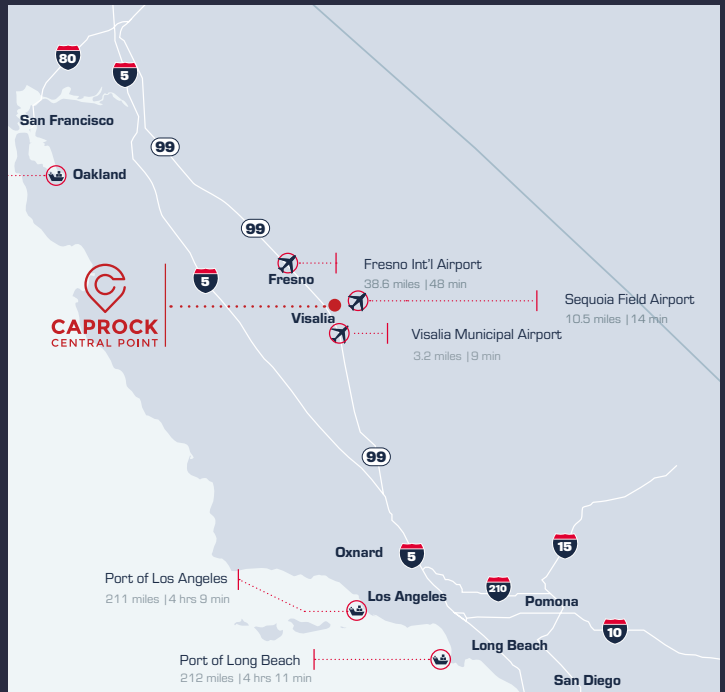 80
5
San Francisco
99
Oakland
99
Fresno Int'l Airport
38.6 miles | 48 min
Fresno
5
Sequoia Field Airport
10.5 miles | 14 min
CAPROCK
CENTRAL POINT
Visalia
Visalia Municipal Airport
3.2 miles | 9 min
99
Oxnard
5
15
Port of Los Angeles
211 miles | 4 hrs 9 min
Los Angeles
210
Pomona
10
Long Beach
Port of Long Beach
212 miles | 4 hrs 11 min
San Diego